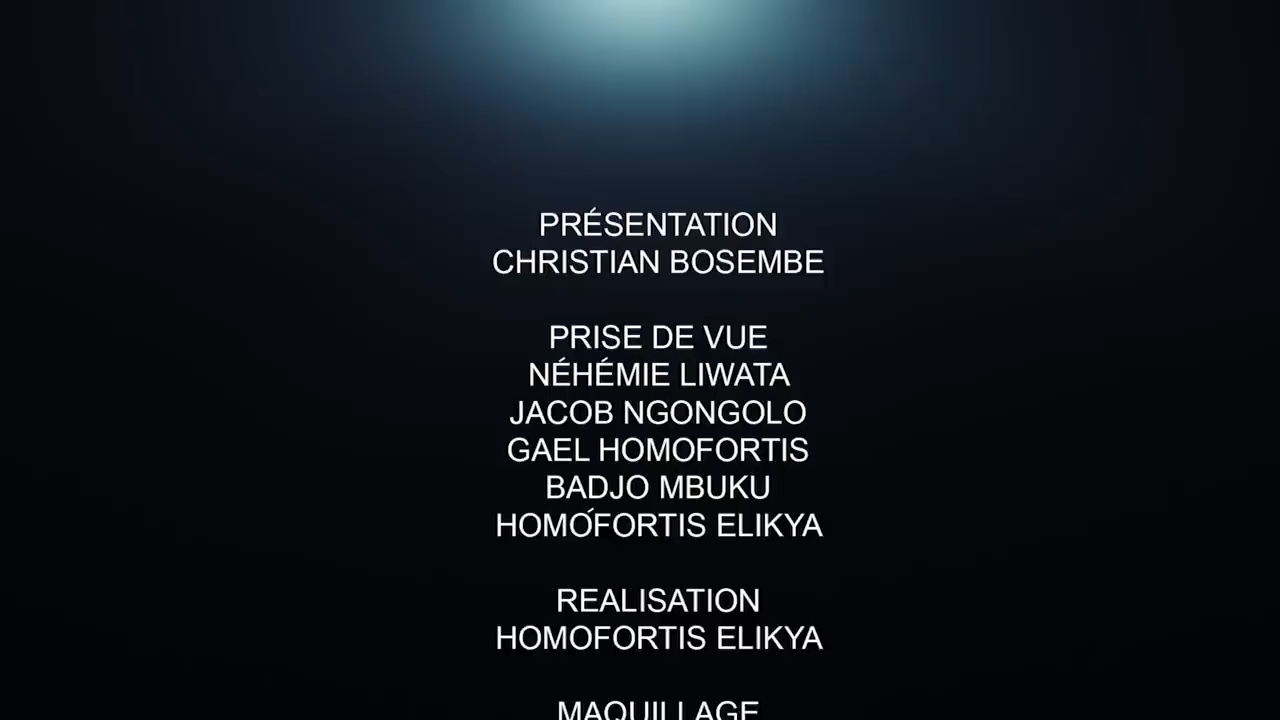 PRÉSENTATION
CHRISTIAN BOSEMBE
PRISE DE VUE
NÉHÉMIE LIWATA
JACOB NGONGOLO
GAEL HOMOFORTIS
BADJO MBUKU
HOMÓFORTIS ELIKYA
REALISATION
HOMOFORTIS ELIKYA
MAQUILLAGE